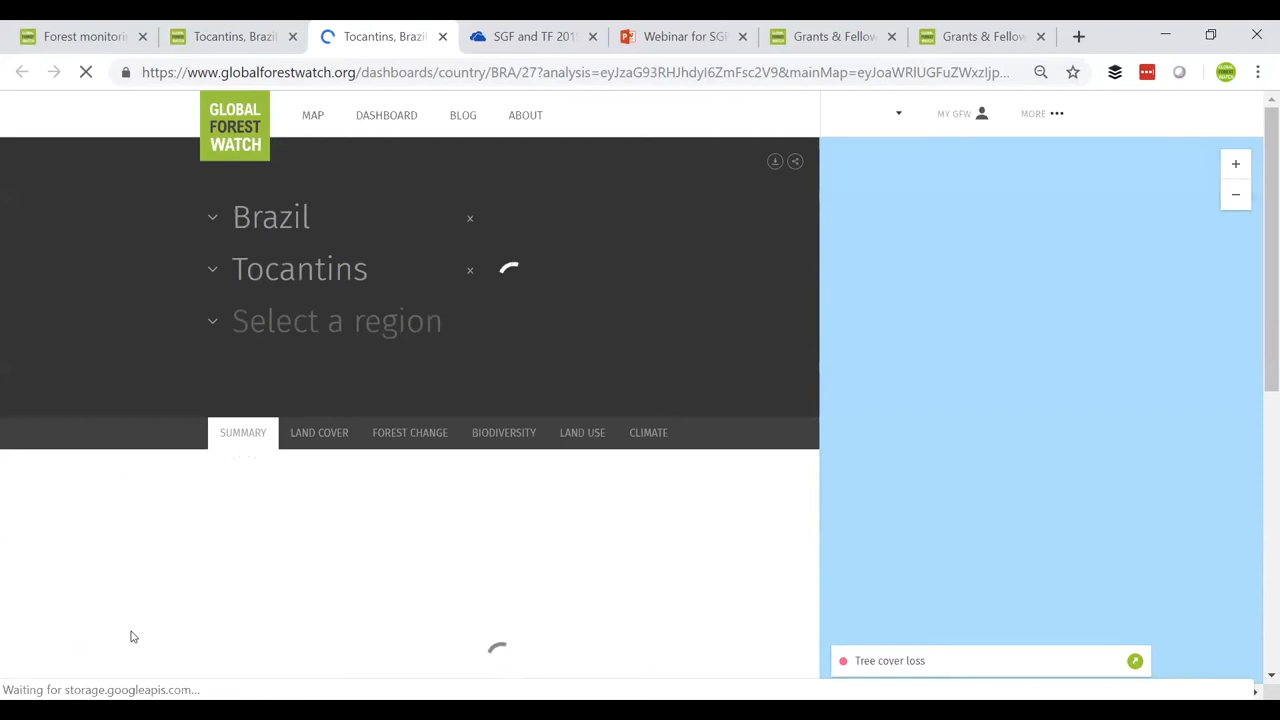 Forest monitori
Tocantins, Brazil
Tocantins, Brazil
SGF and TF 201
Webinar for SGF
Grants & Fellow
Grants & Fellow
https://www.globalforestwatch.org/dashboards/country/BRA/27?analysis=eyJzaG93RHJhdyI6ZmFsc2V9&mainMap=eyJoaWRlUGFuZWxzIjp...
GLOBAL
FOREST
WATCH
MAP
DASHBOARD
BLOG
ABOUT
MY GFW
MORE
Brazil
Tocantins
Select a region
SUMMARY
LAND COVER
FOREST CHANGE
BIODIVERSITY
LAND USE
CLIMATE
Tree cover loss
Waiting for storage.googleapis.com...